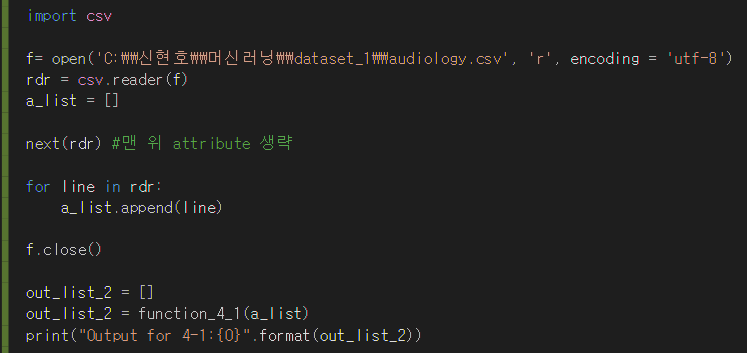 import csv
f= open('C:₩₩신현호₩₩머신러닝₩₩dataset_1₩₩audiology.csv', 'r', encoding = 'utf-8')
rdr = csv.reader(f)
a_list = []
next(rdr) #맨 위 attribute 생략
for line in rdr:
    a_list.append(line)
f.close()
out_list_2 = []
out_list_2 = function_4_1(a_list)
print("Output for 4-1:{0}".format(out_list_2))